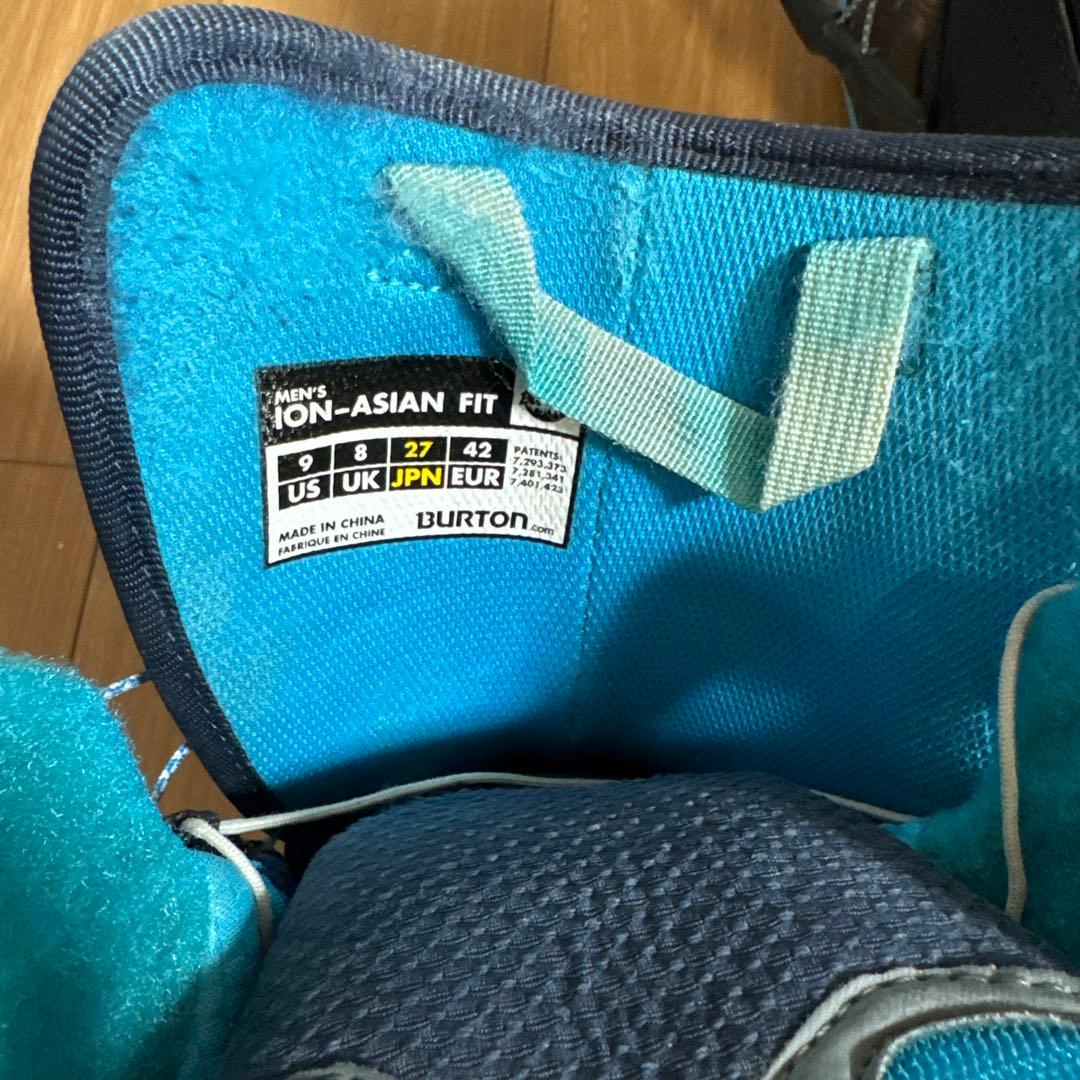 MEN'S
ION-ASIAN FIT
9 8 27 42
US UK JPN EUR
PATENTS:
7,293,373
7,281,341
7,401,423
MADE IN CHINA
FABRIQUE EN CHINE
BURTON.com